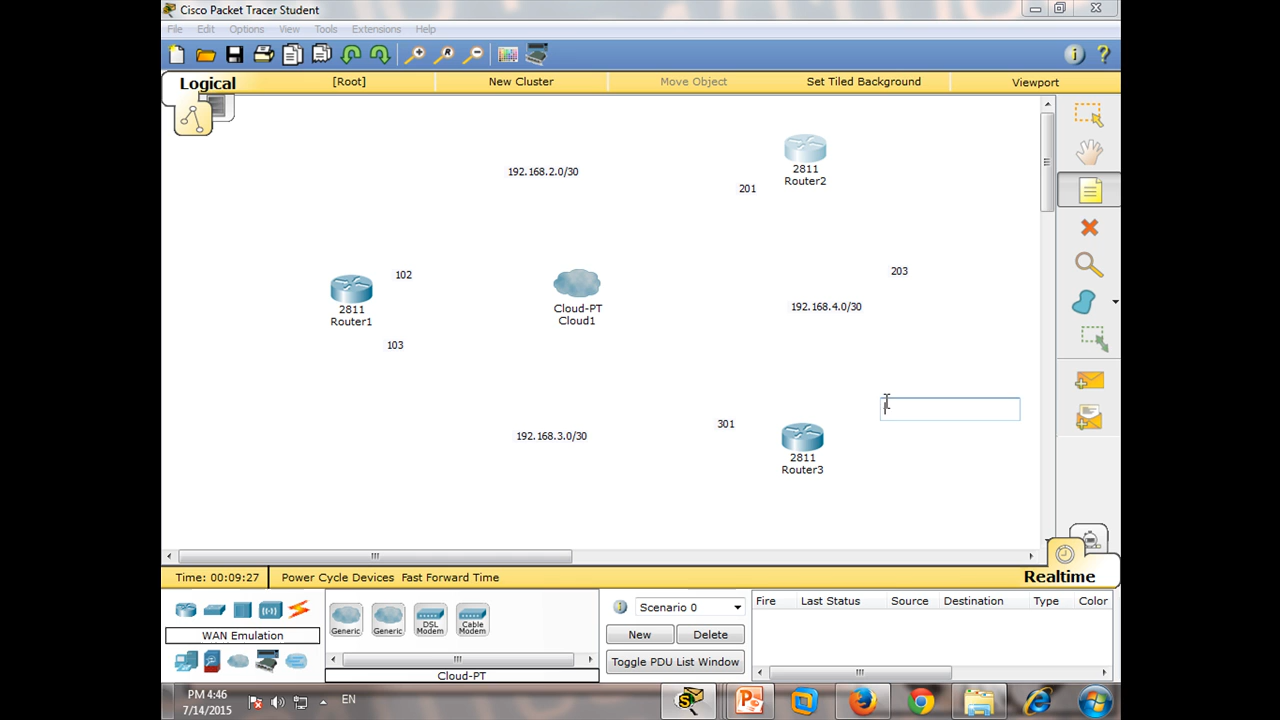 Cisco Packet Tracer Student
File Edit Options View Tools Extensions Help
Logical [Root] New Cluster Move Object Set Tiled Background Viewport
192.168.2.0/30
2811
Router2
201
102
203
2811
Router1
Cloud-PT
Cloud1
192.168.4.0/30
103
301
192.168.3.0/30
2811
Router3
Time: 00:09:27 Power Cycle Devices Fast Forward Time Realtime
WAN Emulation
Generic Generic DSL Modem Cable Modem
Cloud-PT
Scenario 0
New Delete
Toggle PDU List Window
Fire Last Status Source Destination Type Color
PM 4:46
7/14/2015
EN